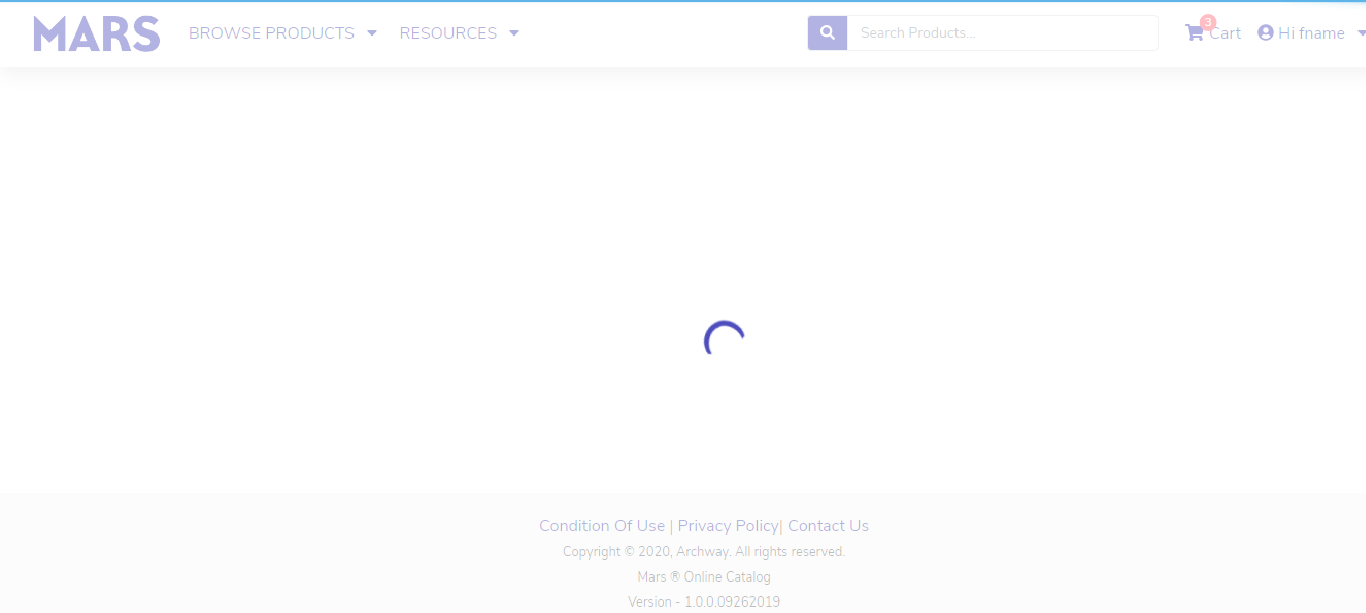 MARS BROWSE PRODUCTS RESOURCES Search Products... 3 Cart Hi fname
Condition Of Use | Privacy Policy| Contact Us
Copyright © 2020, Archway. All rights reserved.
Mars ® Online Catalog
Version - 1.0.0.09262019